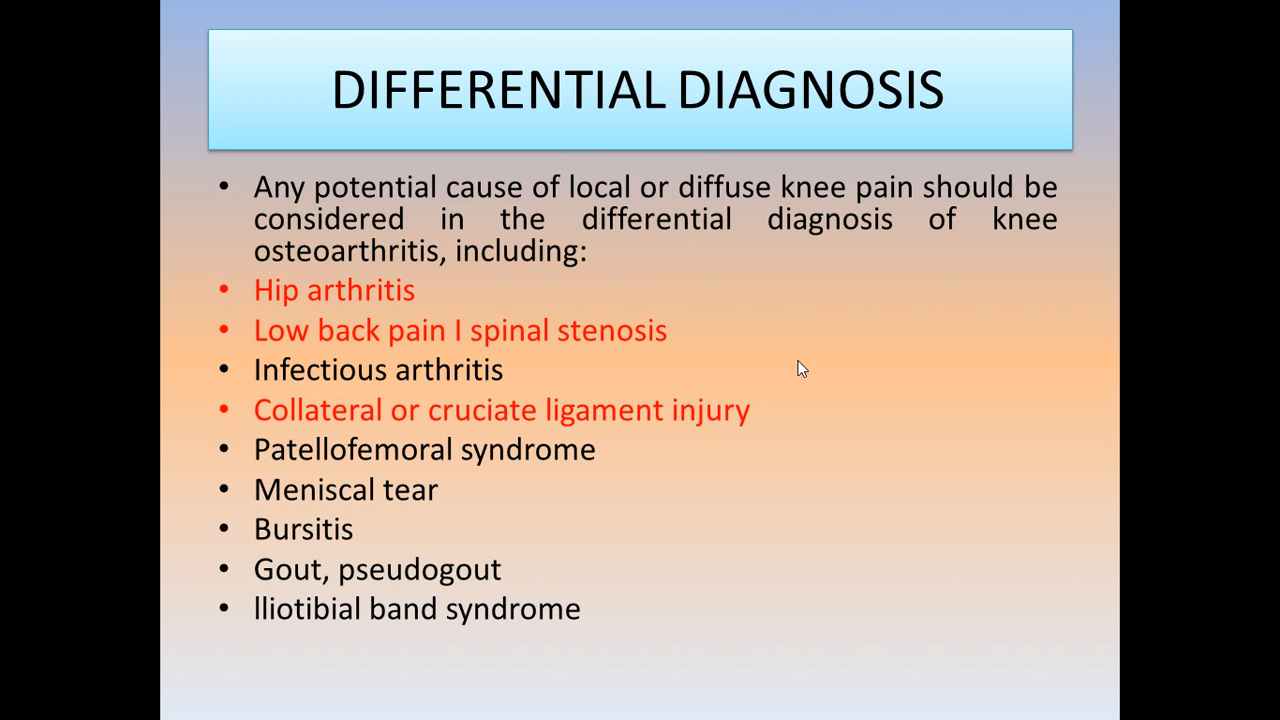 DIFFERENTIAL DIAGNOSIS
• Any potential cause of local or diffuse knee pain should be
considered in the differential diagnosis of knee
osteoarthritis, including:
• Hip arthritis
• Low back pain I spinal stenosis
• Infectious arthritis
• Collateral or cruciate ligament injury
• Patellofemoral syndrome
• Meniscal tear
• Bursitis
• Gout, pseudogout
• lliotibial band syndrome